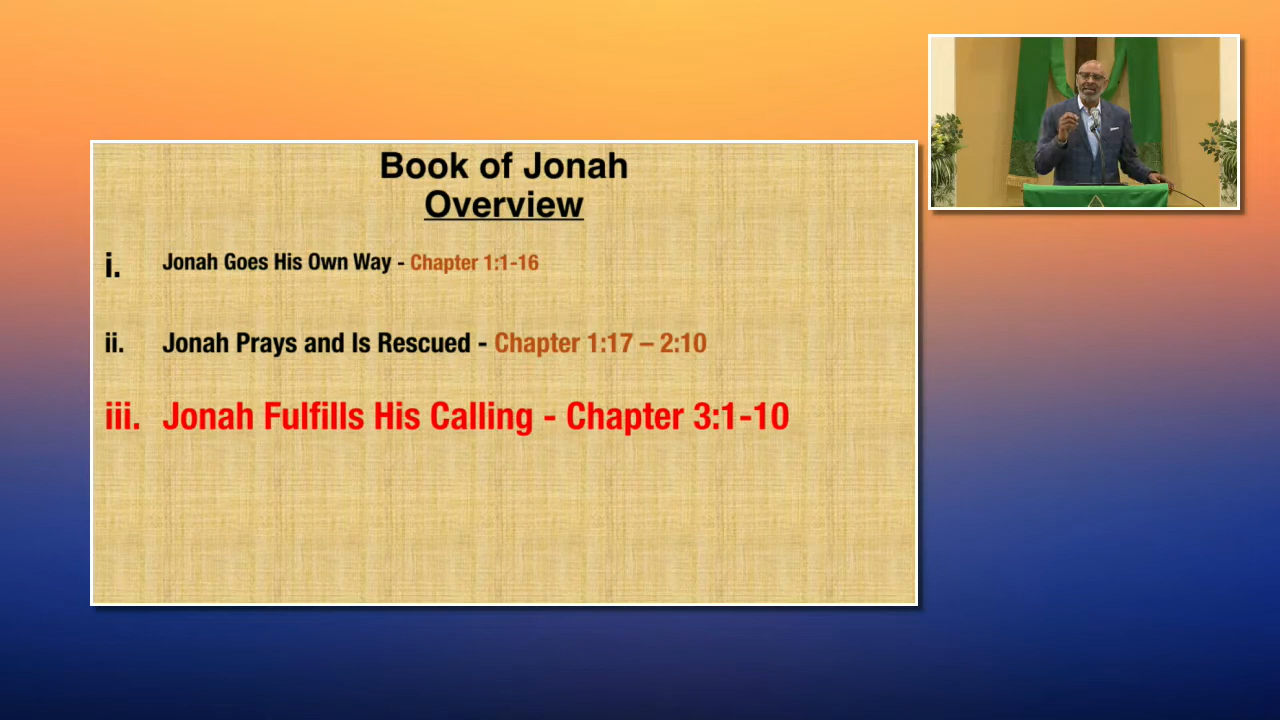 Book of Jonah
Overview
i. Jonah Goes His Own Way - Chapter 1:1-16
ii. Jonah Prays and Is Rescued - Chapter 1:17 – 2:10
iii. Jonah Fulfills His Calling - Chapter 3:1-10